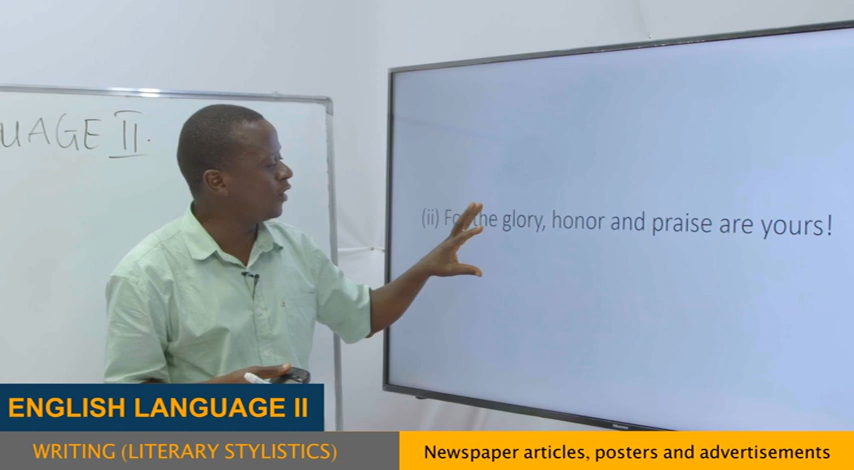 UAGE II.
(ii) For the glory, honor and praise are yours!
ENGLISH LANGUAGE II
WRITING (LITERARY STYLISTICS)
Newspaper articles, posters and advertisements